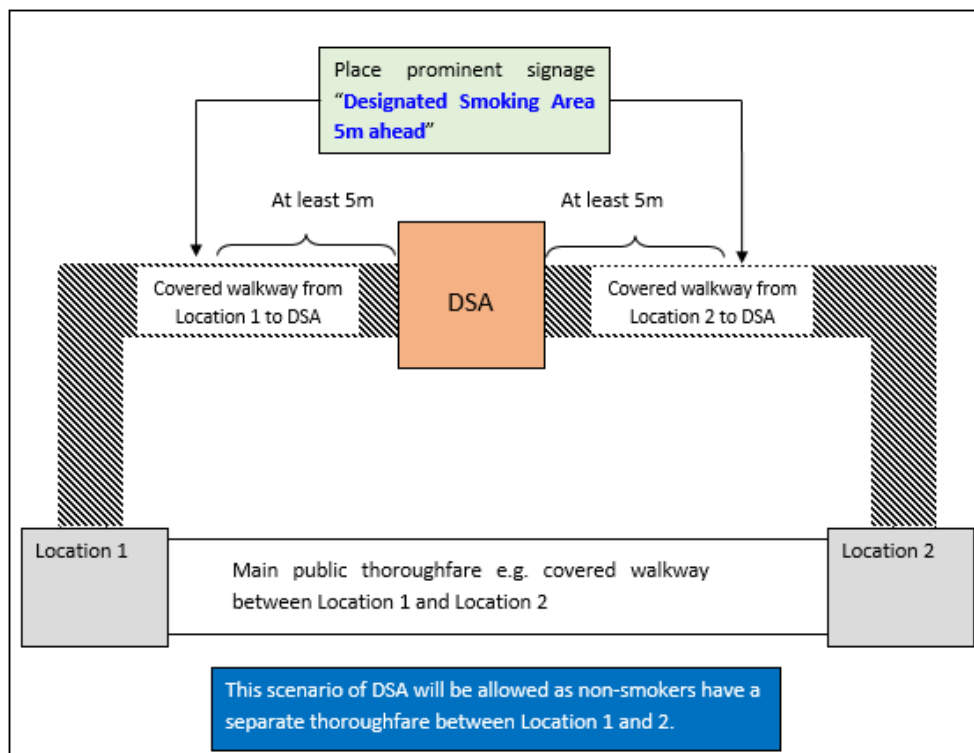 Place prominent signage
“Designated Smoking Area
5m ahead”
At least 5m
At least 5m
Covered walkway from
Location 1 to DSA
DSA
Covered walkway from
Location 2 to DSA
Location 1
Main public thoroughfare e.g. covered walkway
between Location 1 and Location 2
Location 2
This scenario of DSA will be allowed as non-smokers have a
separate thoroughfare between Location 1 and 2.